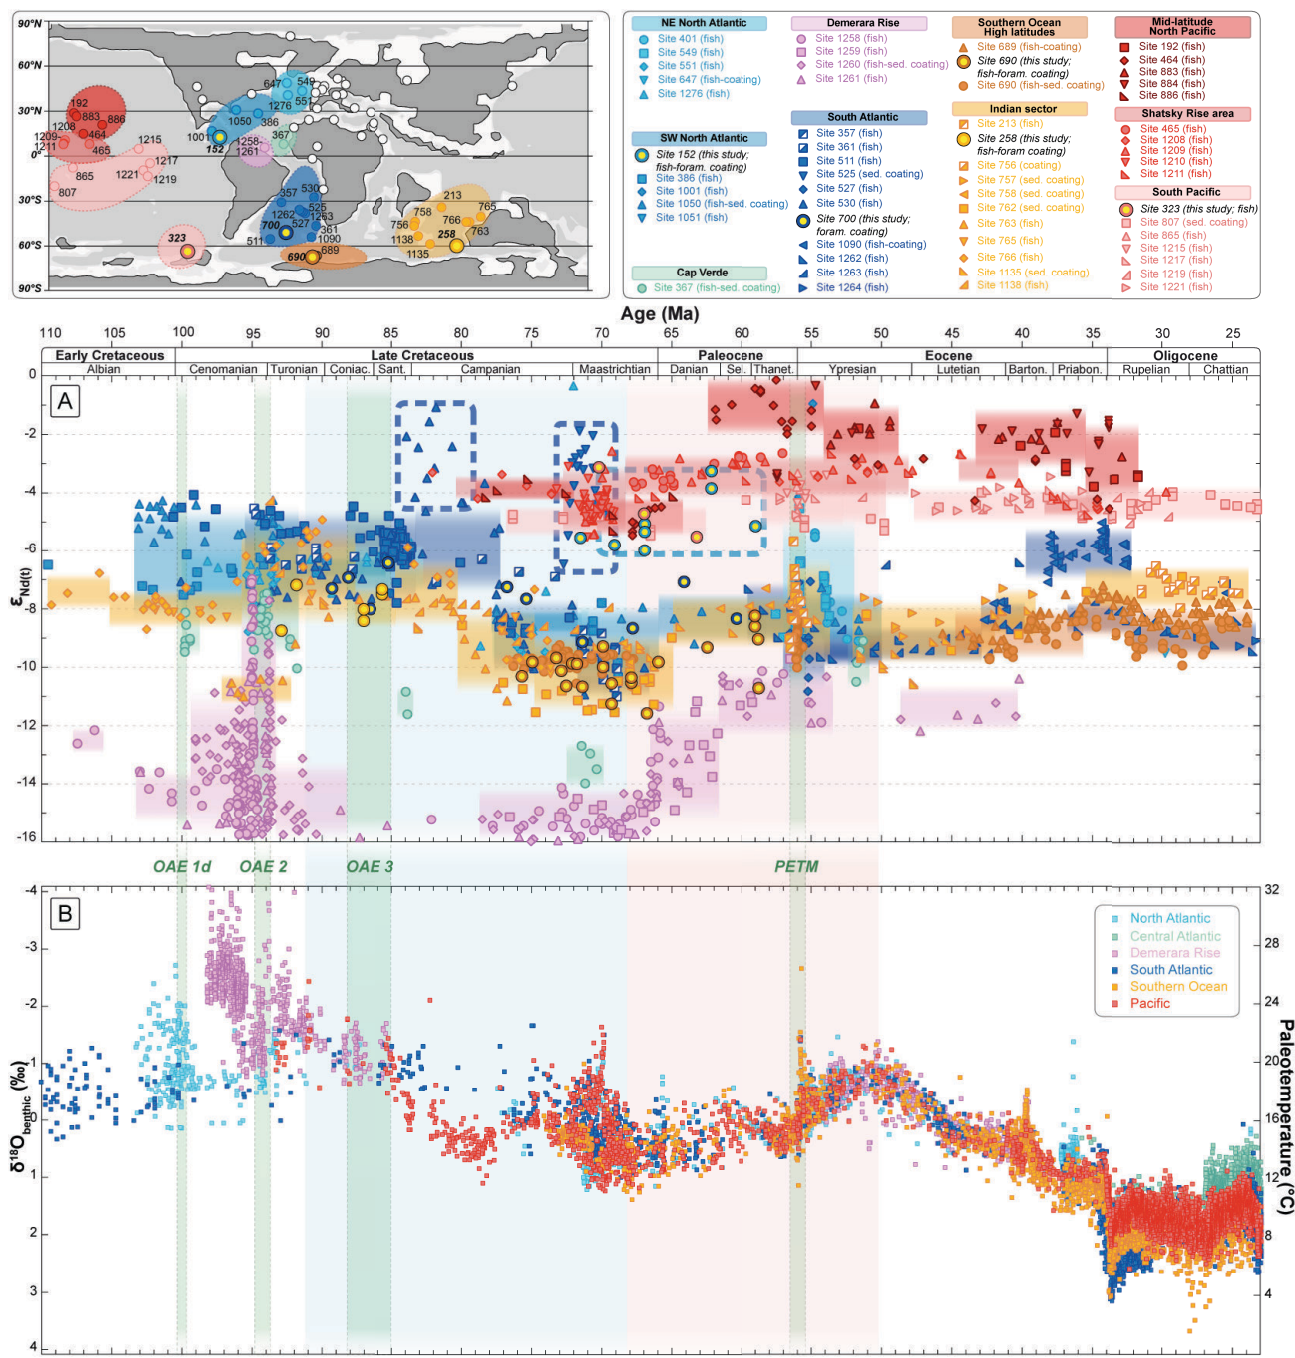 90°N
60°N
30°N
0°
30°S
60°S
90°S
192
883
886
1208
464
1209-
1211
465
1215
1217
1221
1219
865
807
323
647
549
551
1276
1050
386
1001
152
367
1258-
1261
357
530
525
1262
527
1263
700
361
511
1090
689
690
213
758
765
756
766
763
1138
258
1135
NE North Atlantic
Site 401 (fish)
Site 549 (fish)
Site 551 (fish)
Site 647 (fish-coating)
Site 1276 (fish)
SW North Atlantic
Site 152 (this study;
fish-foram. coating)
Site 386 (fish)
Site 1001 (fish)
Site 1050 (fish-sed. coating)
Site 1051 (fish)
Cap Verde
Site 367 (fish-sed. coating)
Demerara Rise
Site 1258 (fish)
Site 1259 (fish)
Site 1260 (fish-sed. coating)
Site 1261 (fish)
South Atlantic
Site 357 (fish)
Site 361 (fish)
Site 511 (fish)
Site 525 (sed. coating)
Site 527 (fish)
Site 530 (fish)
Site 700 (this study;
foram. coating)
Site 1090 (fish-coating)
Site 1262 (fish)
Site 1263 (fish)
Site 1264 (fish)
Southern Ocean
High latitudes
Site 689 (fish-coating)
Site 690 (this study;
fish-foram. coating)
Site 690 (fish-sed. coating)
Indian sector
Site 213 (fish)
Site 258 (this study;
fish-foram coating)
Site 756 (coating)
Site 757 (sed. coating)
Site 758 (sed. coating)
Site 762 (sed. coating)
Site 763 (fish)
Site 765 (fish)
Site 766 (fish)
Site 1135 (sed. coating)
Site 1138 (fish)
Mid-latitude
North Pacific
Site 192 (fish)
Site 464 (fish)
Site 883 (fish)
Site 884 (fish)
Site 886 (fish)
Shatsky Rise area
Site 465 (fish)
Site 1208 (fish)
Site 1209 (fish)
Site 1210 (fish)
Site 1211 (fish)
South Pacific
Site 323 (this study; fish)
Site 807 (sed. coating)
Site 865 (fish)
Site 1215 (fish)
Site 1217 (fish)
Site 1219 (fish)
Site 1221 (fish)
Age (Ma)
110 105 100 95 90 85 80 75 70 65 60 55 50 45 40 35 30 25
Early Cretaceous Late Cretaceous Paleocene Eocene Oligocene
Albian Cenomanian Turonian Coniac. Sant. Campanian Maastrichtian Danian Se. Thanet. Ypresian Lutetian Barton. Priabon. Rupelian Chattian
A
0
-2
-4
-6
-8
-10
-12
-14
-16
εNd(t)
OAE 1d OAE 2 OAE 3 PETM
B
-4
-3
-2
-1
0
1
2
3
4
δ18Obenthic (‰)
North Atlantic
Central Atlantic
Demerara Rise
South Atlantic
Southern Ocean
Pacific
32
28
24
20
16
12
8
4
Paleotemperature (°C)